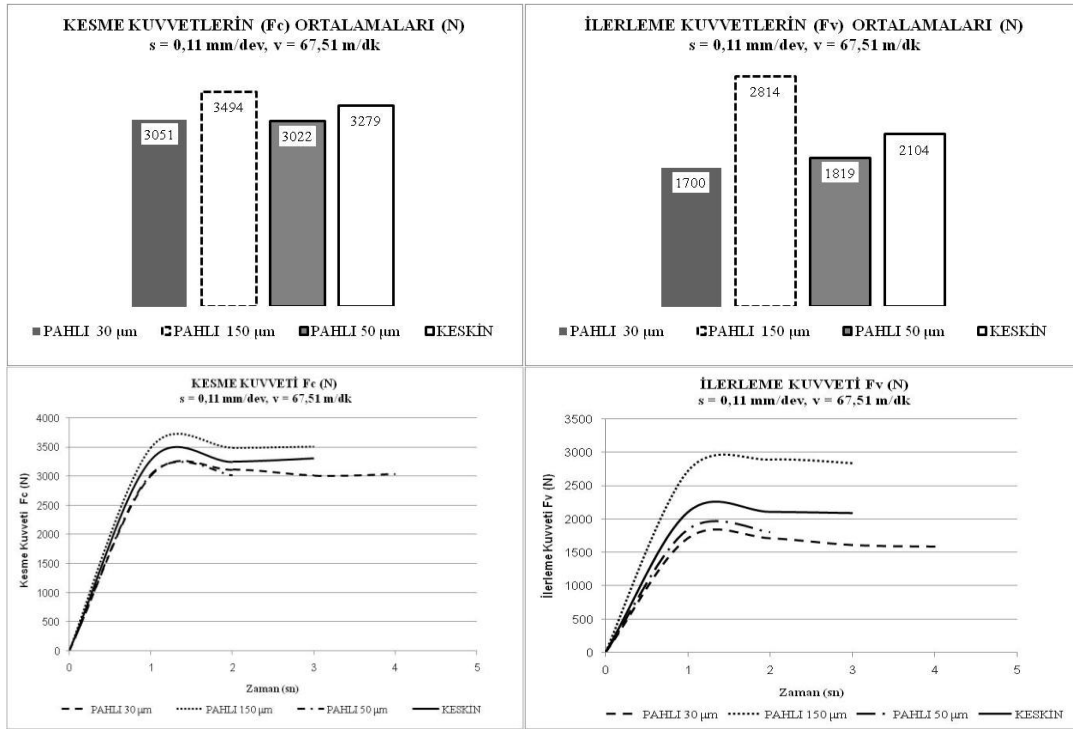 KESME KUVVETLERİN (Fc) ORTALAMALARI (N)
s = 0,11 mm/dev, v = 67,51 m/dk
3051
3494
3022
3279
PAHLI 30 µm
PAHLI 150 µm
PAHLI 50 µm
KESKİN
İLERLEME KUVVETLERİN (Fv) ORTALAMALARI (N)
s = 0,11 mm/dev, v = 67,51 m/dk
1700
2814
1819
2104
PAHLI 30 µm
PAHLI 150 µm
PAHLI 50 µm
KESKİN
KESME KUVVETİ Fc (N)
s = 0,11 mm/dev, v = 67,51 m/dk
Kesme Kuvveti Fc (N)
4000
3500
3000
2500
2000
1500
1000
500
0
0 1 2 3 4 5
Zaman (sn)
PAHLI 30 µm
PAHLI 150 µm
PAHLI 50 µm
KESKİN
İLERLEME KUVVETİ Fv (N)
s = 0,11 mm/dev, v = 67,51 m/dk
İlerleme Kuvveti Fv (N)
3500
3000
2500
2000
1500
1000
500
0
0 1 2 3 4 5
Zaman (sn)
PAHLI 30 µm
PAHLI 150 µm
PAHLI 50 µm
KESKİN